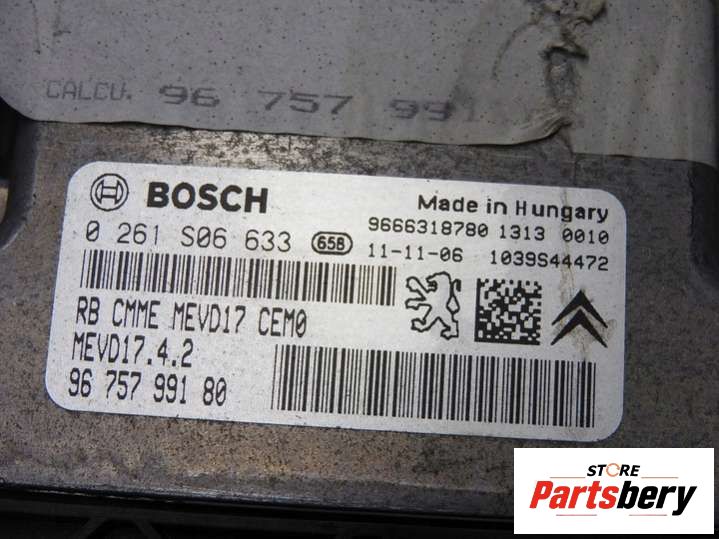 CALCU. 96 757 991
BOSCH
Made in Hungary
9666318780 1313 0010
0 261 S06 633 658 11-11-06 1039S44472
RB CMME MEVD17 CEM0
MEVD17.4.2
96 757 991 80
STORE
Partsbery